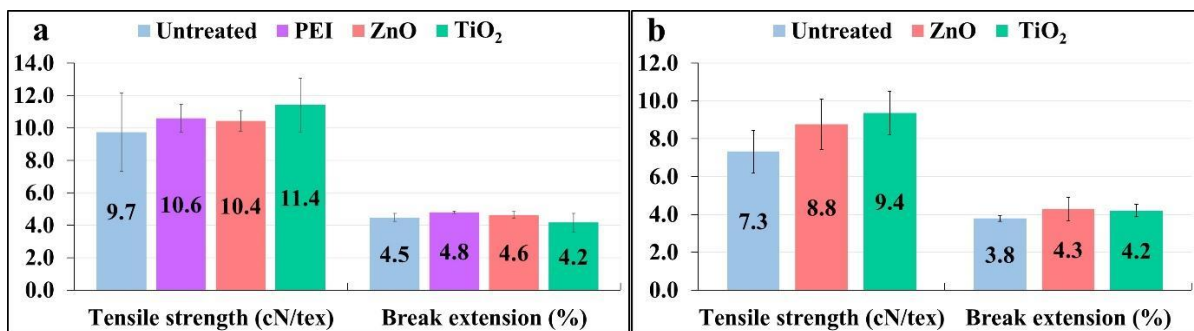 a
Untreated PEI ZnO TiO₂
14.0
12.0
10.0
8.0
6.0
4.0
2.0
0.0
9.7 10.6 10.4 11.4
4.5 4.8 4.6 4.2
Tensile strength (cN/tex) Break extension (%)
b
Untreated ZnO TiO₂
12.0
10.0
8.0
6.0
4.0
2.0
0.0
7.3 8.8 9.4
3.8 4.3 4.2
Tensile strength (cN/tex) Break extension (%)